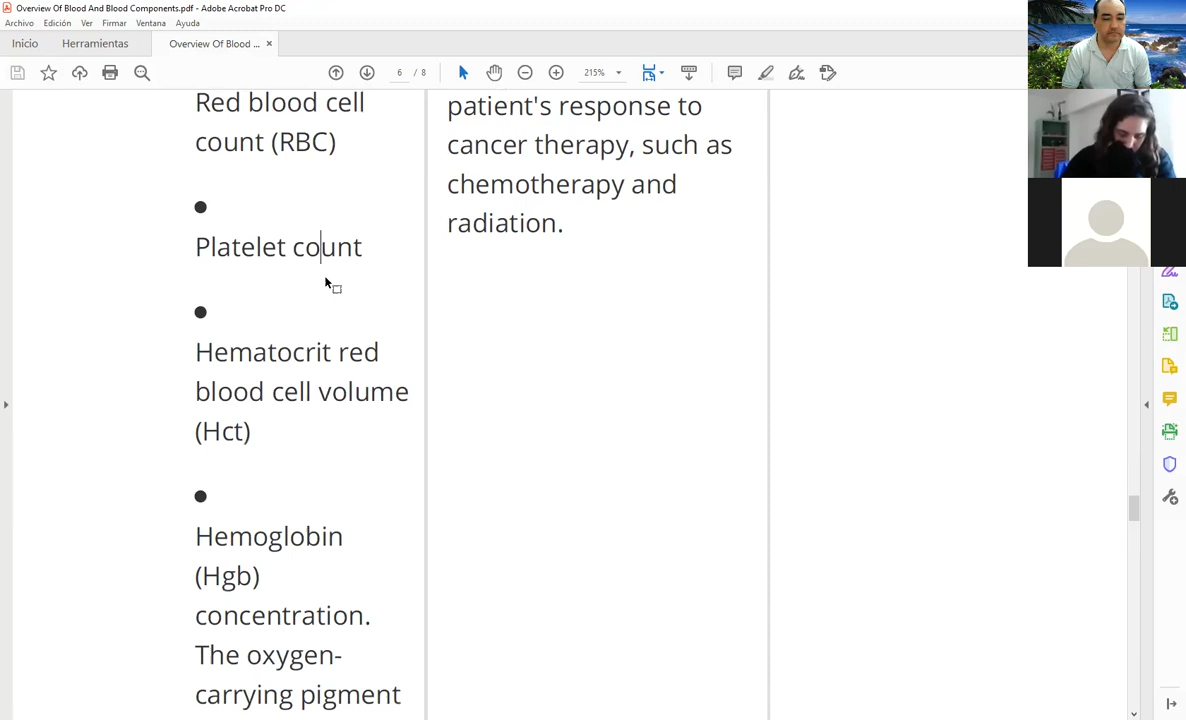 Overview Of Blood And Blood Components.pdf - Adobe Acrobat Pro DC
Archivo Edición Ver Firmar Ventana Ayuda
Inicio Herramientas Overview Of Blood ... ×
6 / 8 215%
Red blood cell
count (RBC)
Platelet count
Hematocrit red
blood cell volume
(Hct)
Hemoglobin
(Hgb)
concentration.
The oxygen-
carrying pigment
patient's response to
cancer therapy, such as
chemotherapy and
radiation.